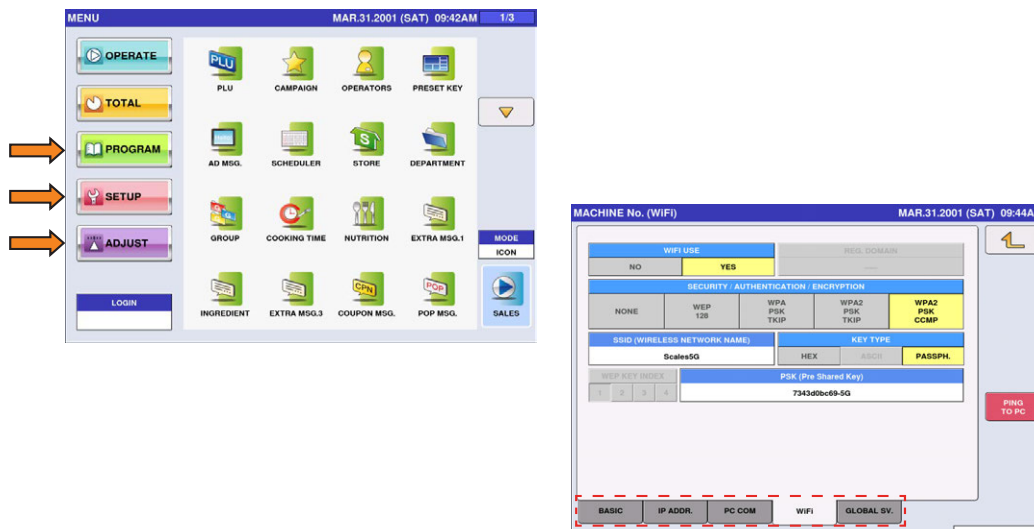 MENU MAR.31.2001 (SAT) 09:42AM 1/3
OPERATE
TOTAL
PROGRAM
SETUP
ADJUST
LOGIN
PLU
PLU CAMPAIGN OPERATORS PRESET KEY
AD MSG. SCHEDULER STORE DEPARTMENT
GROUP COOKING TIME NUTRITION EXTRA MSG.1
CPN POP
INGREDIENT EXTRA MSG.3 COUPON MSG. POP MSG.
MODE
ICON
SALES
MACHINE No. (WiFi) MAR.31.2001 (SAT) 09:44A
WIFI USE REG. DOMAIN
NO YES ----
SECURITY / AUTHENTICATION / ENCRYPTION
NONE WEP 128 WPA PSK TKIP WPA2 PSK TKIP WPA2 PSK CCMP
SSID (WIRELESS NETWORK NAME) KEY TYPE
Scales5G HEX ASCII PASSPH.
WEP KEY INDEX PSK (Pre Shared Key)
1 2 3 4 7343d0bc69-5G
PING
TO PC
BASIC IP ADDR. PC COM WiFi GLOBAL SV.